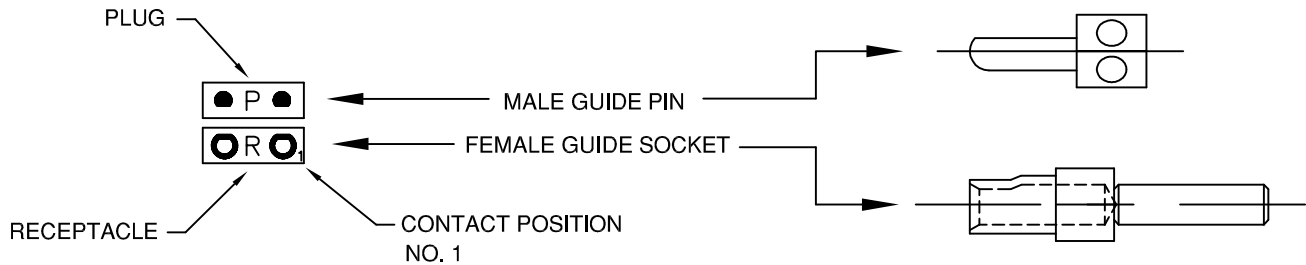 PLUG
P
MALE GUIDE PIN
R
1
FEMALE GUIDE SOCKET
RECEPTACLE
CONTACT POSITION
NO. 1